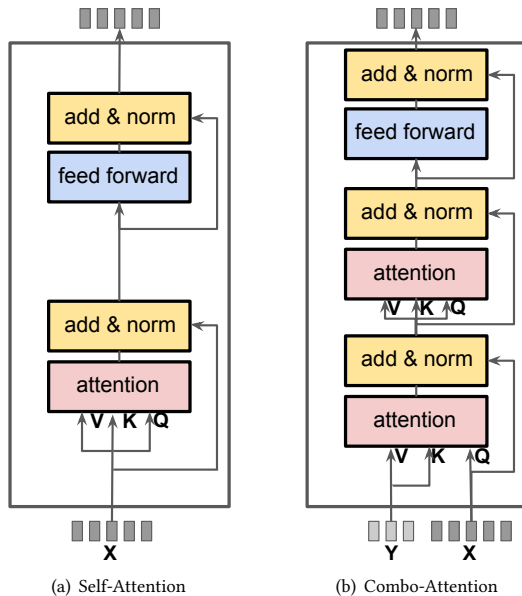 add & norm
feed forward
add & norm
attention
V K Q
X
(a) Self-Attention
add & norm
feed forward
add & norm
attention
V K Q
add & norm
attention
V K Q
Y X
(b) Combo-Attention